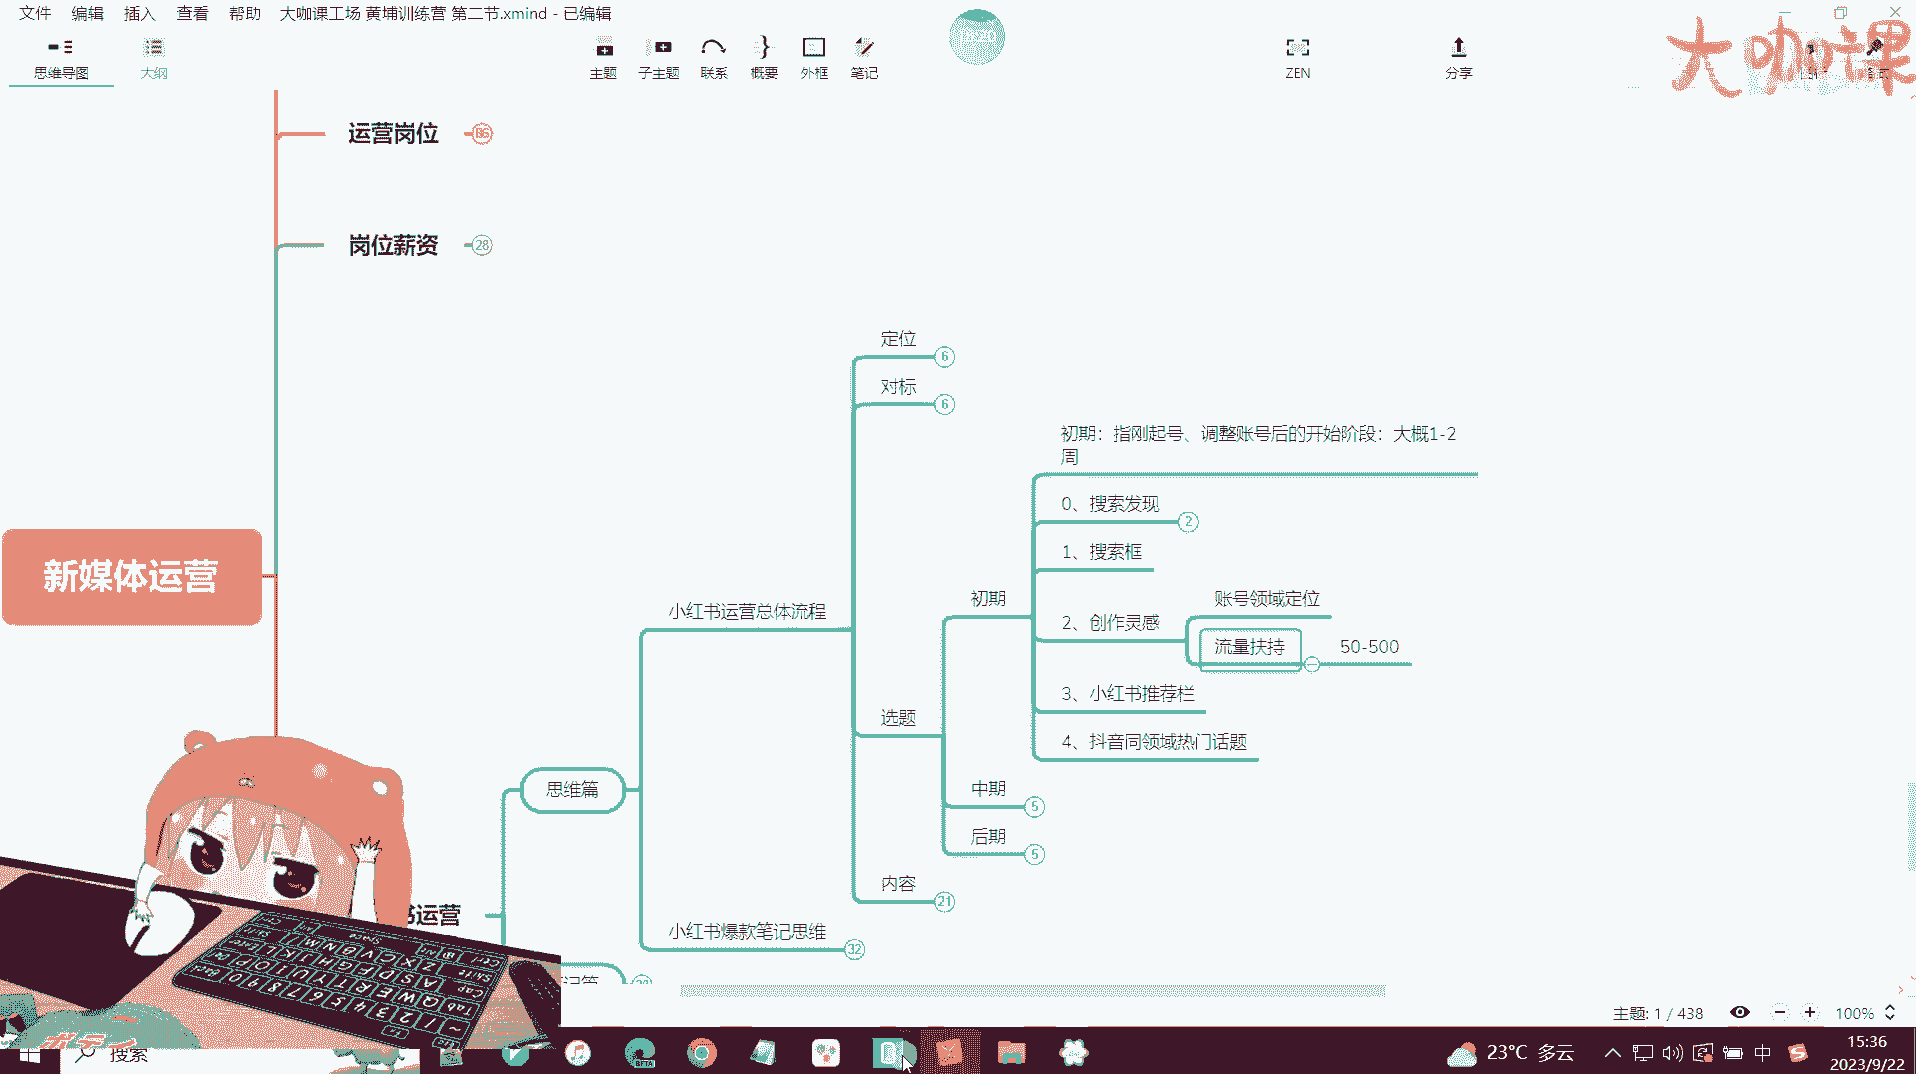 文件 编辑 插入 查看 帮助 大咖课工场 黄埔训练营 第二节.xmind - 已编辑
思维导图 大纲 主题 子主题 联系 概要 外框 笔记 ZEN 分享
大咖课
运营岗位
岗位薪资 28
新媒体运营
定位 6
对标 6
初期：指刚起号、调整账号后的开始阶段：大概1-2
周
0、搜索发现 2
1、搜索框
初期
2、创作灵感
账号领域定位
流量扶持 50-500
3、小红书推荐栏
4、抖音同领域热门话题
小红书运营总体流程
选题
中期 5
后期 5
内容 21
思维篇
小红书爆款笔记思维 32
书运营
主题: 1 / 438 100%
搜索
23°C 多云 中 15:36
2023/9/22